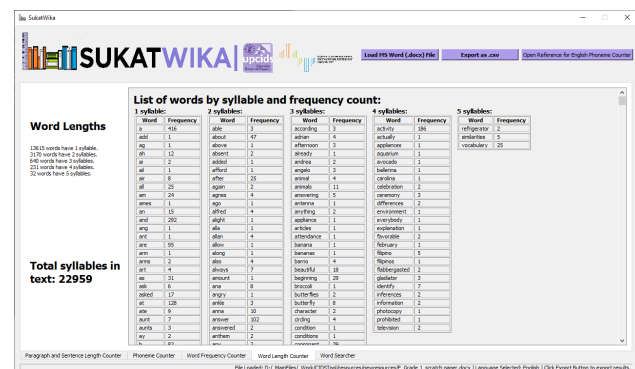 SukatWika
SUKATWIKA
upcids
Load MS Word (.docx) File
Export as .csv
Open Reference for English Phoneme Counter
List of words by syllable and frequency count:
1 syllable: 2 syllables: 3 syllables: 4 syllables: 5 syllables:
Word Frequency Word Frequency Word Frequency Word Frequency Word Frequency
a 416 able 3 according 3 activity 186 refrigerator 2
add 1 about 47 adrian 4 actually 1 similarities 5
ag 1 above 1 afternoon 3 appliances 1 vocabulary 25
ah 12 absent 2 already 1 aquarium 1
ai 2 added 1 andrea 2 avocado 1
ail 1 afford 1 angelo 3 ballerina 1
air 8 after 25 animal 4 carolina 1
all 25 again 2 animals 11 celebration 2
am 24 agnes 4 answering 5 ceremony 3
ames 1 ago 1 antenna 1 differences 2
an 15 alfred 4 anything 2 environment 1
and 292 alight 1 appliance 1 everybody 1
ang 1 alla 1 articles 1 explanation 1
ant 1 allan 4 attendance 1 favorable 2
are 95 allow 1 banana 1 february 1
arm 1 along 1 bananas 1 filipino 5
arms 2 also 4 barrio 4 filipinos 1
art 4 always 7 beautiful 18 flabbergasted 2
as 31 amount 1 beginning 29 gladiator 3
ask 6 ana 8 broccoli 1 identify 7
asked 17 angry 1 butterflies 2 inferences 2
at 128 ankle 3 butterfly 8 information 2
ate 9 anna 10 character 2 photocopy 1
aunt 7 answer 102 circling 4 prohibited 1
aunts 3 answered 2 condition 1 television 2
ay 2 anthem 2 conditions 1
b 82 any 2 consonant 39
Word Lengths
13615 words have 1 syllable.
3170 words have 2 syllables.
640 words have 3 syllables.
231 words have 4 syllables.
32 words have 5 syllables.
Total syllables in
text: 22959
Paragraph and Sentence Length Counter Phoneme Counter Word Frequency Counter Word Length Counter Word Searcher